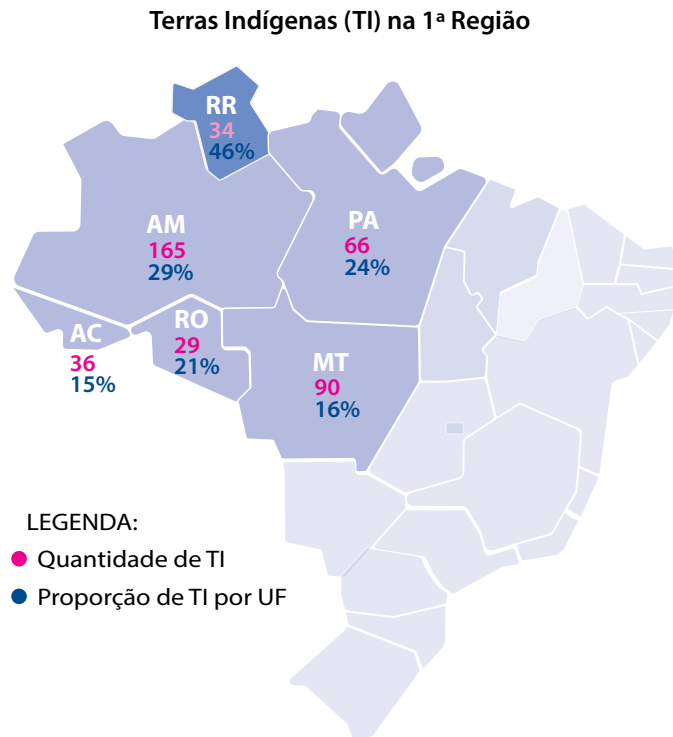 Terras Indígenas (TI) na 1ª Região
RR
34
46%
AM
165
29%
PA
66
24%
AC
36
15%
RO
29
21%
MT
90
16%
LEGENDA:
Quantidade de TI
Proporção de TI por UF